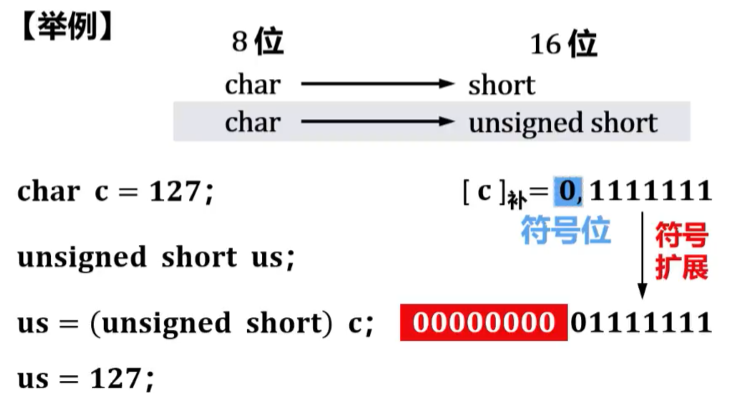 【举例】
8 位 16 位
char short
char unsigned short
char c = 127; [ c ]补= 0,1111111
符号位 符号
扩展
unsigned short us;
us = (unsigned short) c; 00000000 01111111
us = 127;